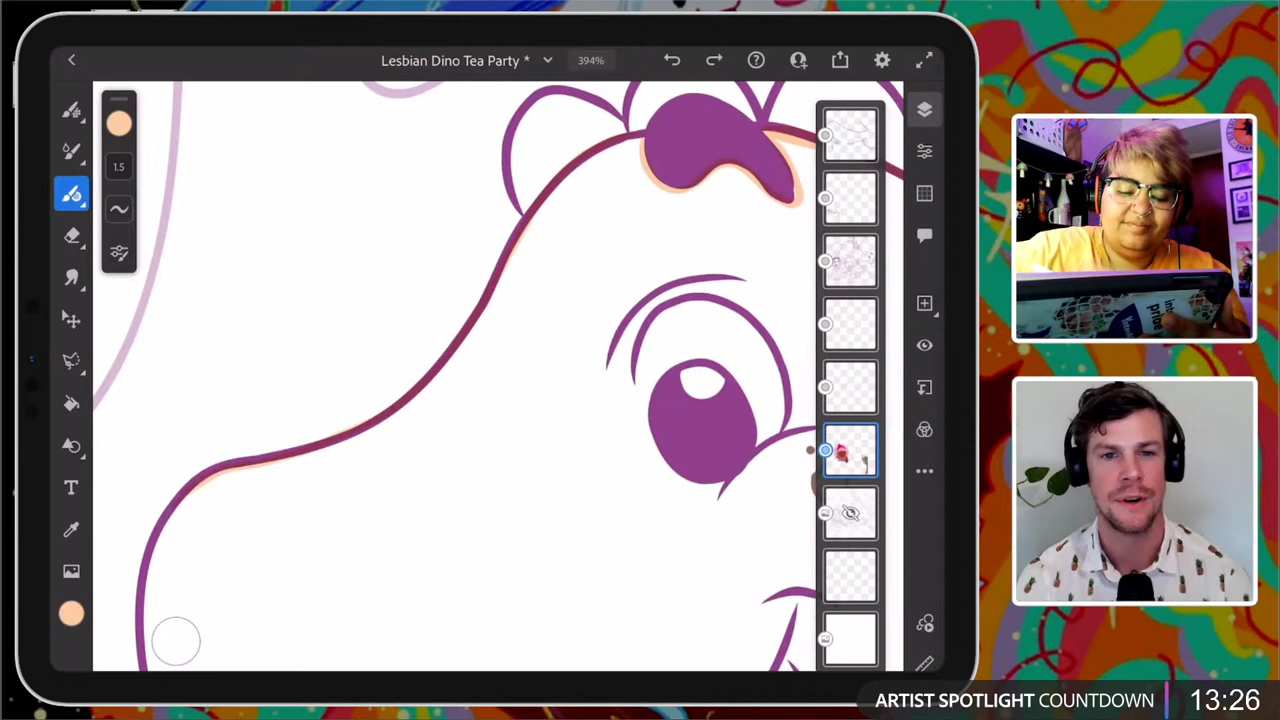 Lesbian Dino Tea Party *
394%
1.5
T
ARTIST SPOTLIGHT COUNTDOWN
13:26